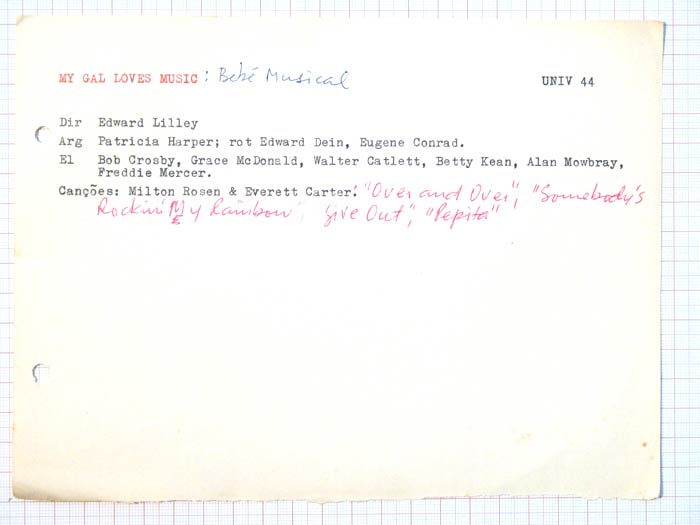 MY GAL LOVES MUSIC : Bebé Musical UNIV 44
Dir Edward Lilley
Arg Patricia Harper; rot Edward Dein, Eugene Conrad.
El Bob Crosby, Grace McDonald, Walter Catlett, Betty Kean, Alan Mowbray,
Freddie Mercer.
Canções: Milton Rosen & Everett Carter: "Over and Over", "Somebody's
Rockin' My Rainbow", "Give Out", "Pepita"